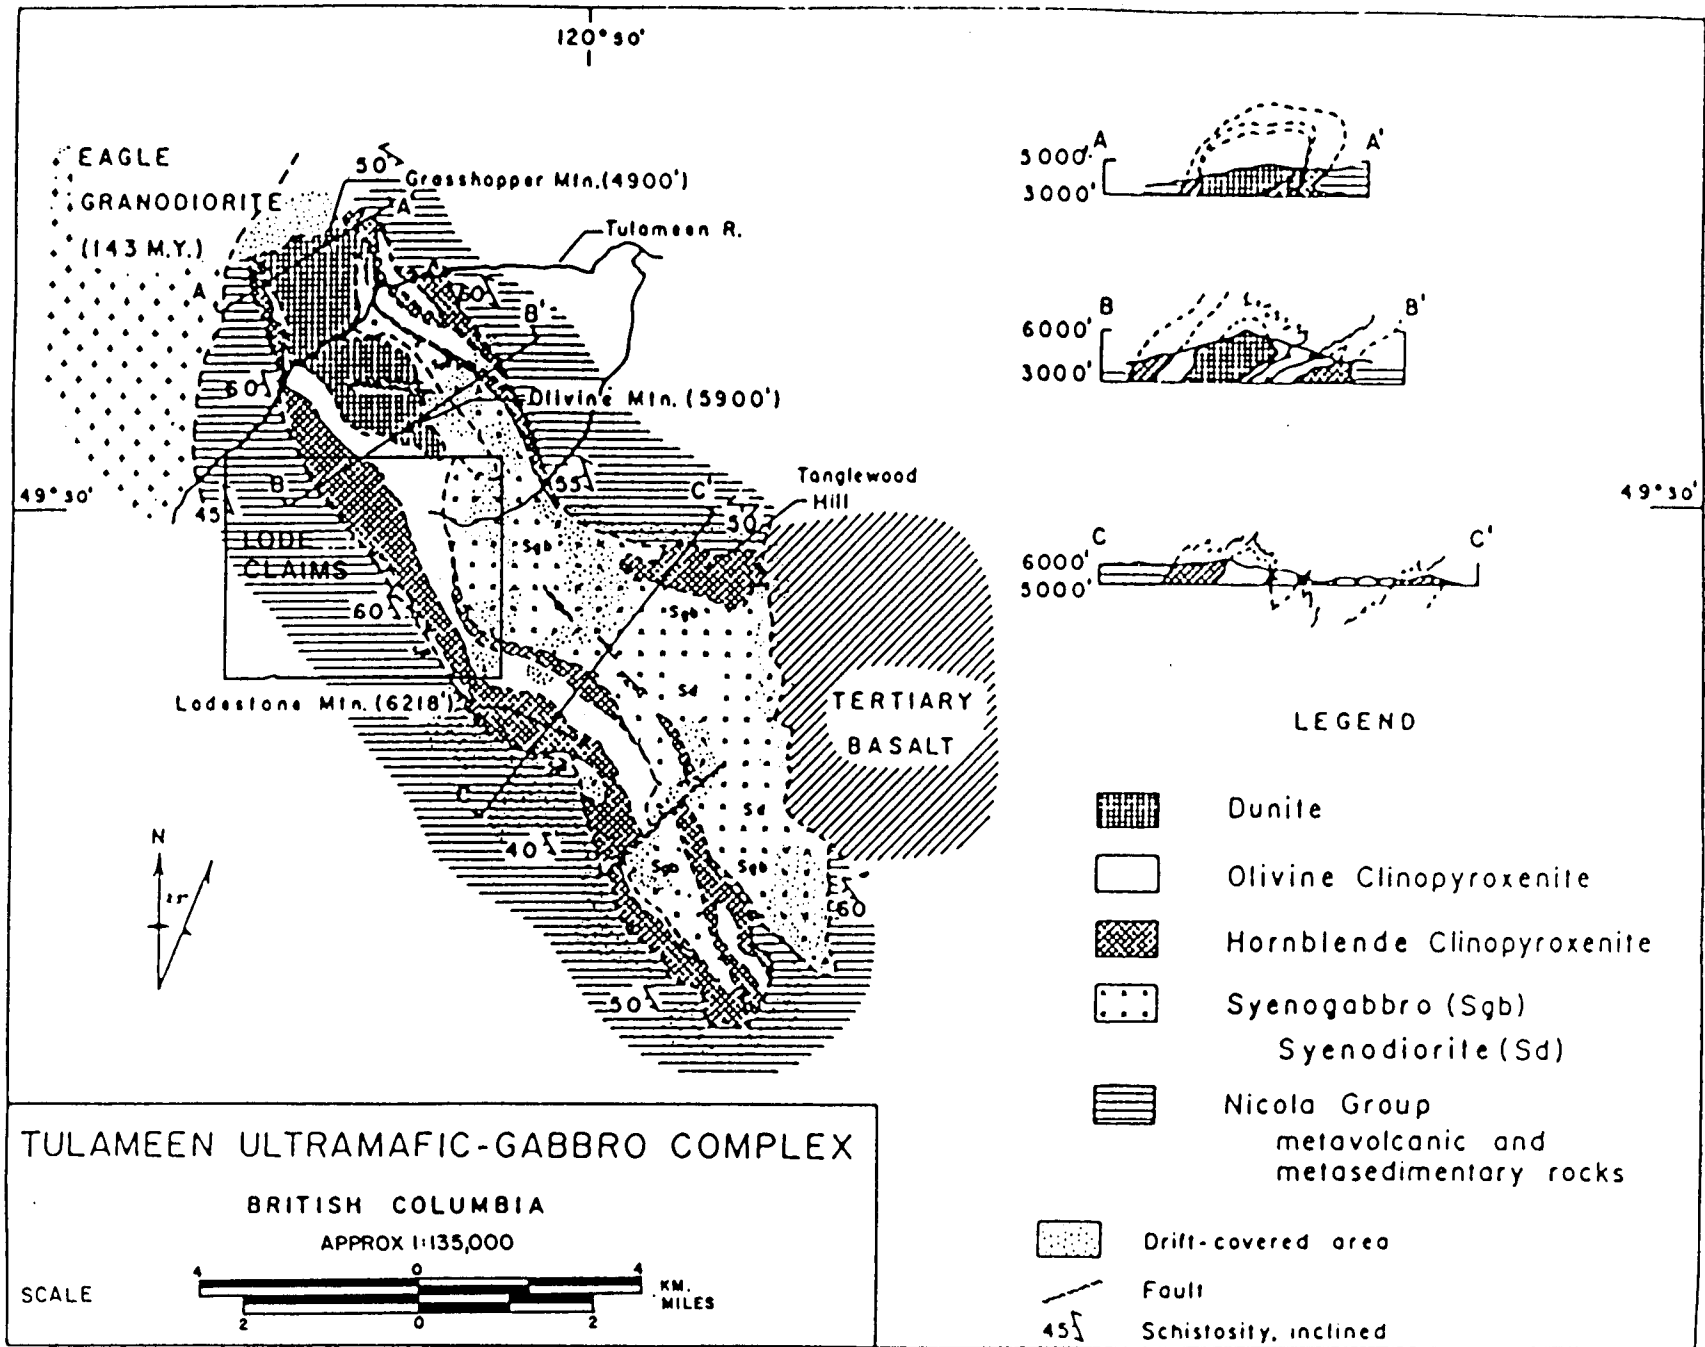 120°30'
EAGLE
GRANODIORITE
(143 M.Y.)
50
Grasshopper Mtn.(4900')
A
Tulameen R.
A
A'
50
B'
60
Olivine Mtn. (5900')
49°30'
45
B
55
C'
50
Tanglewood
Hill
49°30'
LODE
CLAIMS
Sgb
60
Sgb
Sd
Lodestone Mtn. (6218')
TERTIARY
BASALT
C
Sd
40
Sgb
Sgb
60
50
N
A
A'
5000'
3000'
B
B'
6000'
3000'
C
C'
6000'
5000'
LEGEND
Dunite
Olivine Clinopyroxenite
Hornblende Clinopyroxenite
Syenogabbro (Sgb)
Syenodiorite (Sd)
Nicola Group
metavolcanic and
metasedimentary rocks
Drift-covered area
Fault
45 Schistosity, inclined
TULAMEEN ULTRAMAFIC-GABBRO COMPLEX
BRITISH COLUMBIA
APPROX 1:135,000
SCALE
4 0 4 KM.
2 0 2 MILES